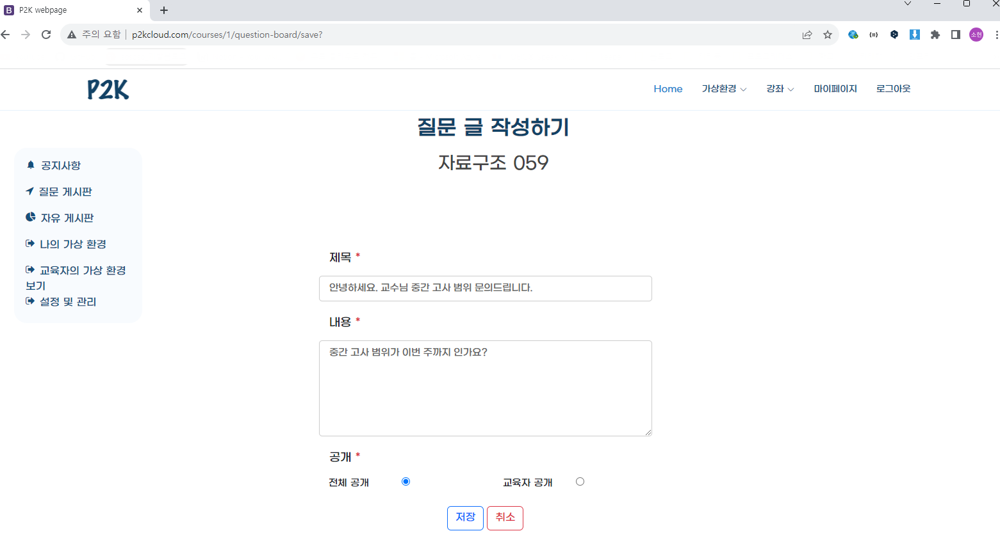 P2K webpage
주의 요함 | p2kcloud.com/courses/1/question-board/save?
소현
P2K
Home 가상환경 강좌 마이페이지 로그아웃
질문 글 작성하기
자료구조 059
공지사항
질문 게시판
자유 게시판
나의 가상 환경
교육자의 가상 환경
보기
설정 및 관리
제목 *
안녕하세요. 교수님 중간 고사 범위 문의드립니다.
내용 *
중간 고사 범위가 이번 주까지 인가요?
공개 *
전체 공개 교육자 공개
저장 취소